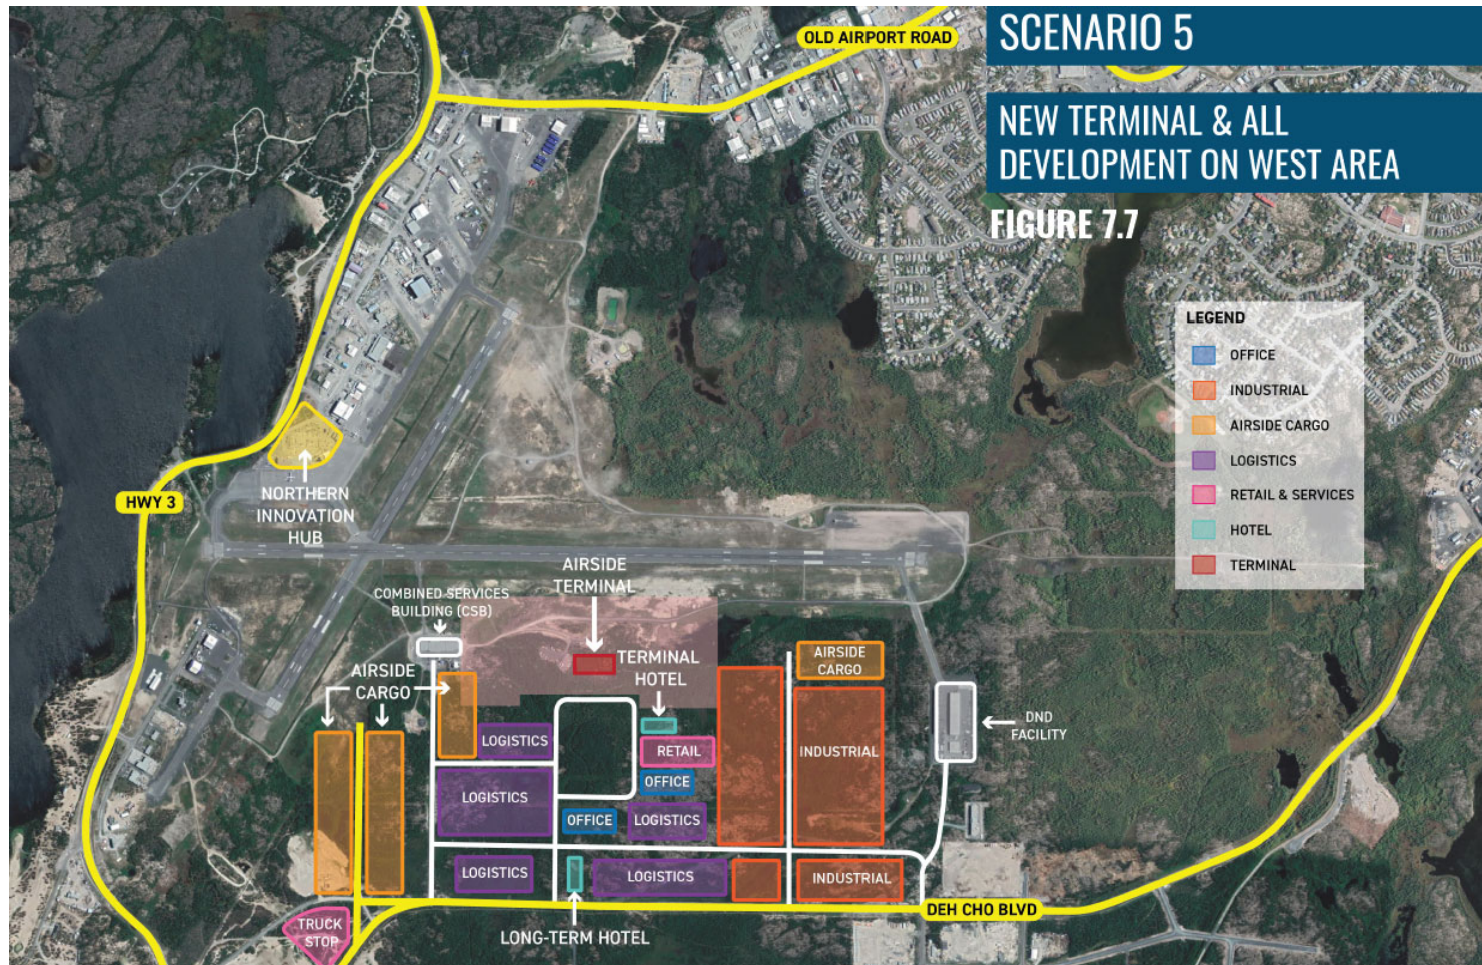 SCENARIO 5
NEW TERMINAL & ALL
DEVELOPMENT ON WEST AREA
FIGURE 7.7
OLD AIRPORT ROAD
LEGEND
OFFICE
INDUSTRIAL
AIRSIDE CARGO
LOGISTICS
RETAIL & SERVICES
HOTEL
TERMINAL
HWY 3
NORTHERN
INNOVATION
HUB
AIRSIDE
TERMINAL
COMBINED SERVICES
BUILDING (CSB)
TERMINAL
HOTEL
AIRSIDE
CARGO
AIRSIDE
CARGO
DND
FACILITY
LOGISTICS
RETAIL
INDUSTRIAL
OFFICE
LOGISTICS
OFFICE
LOGISTICS
LOGISTICS
LOGISTICS
INDUSTRIAL
DEH CHO BLVD
TRUCK
STOP
LONG-TERM HOTEL